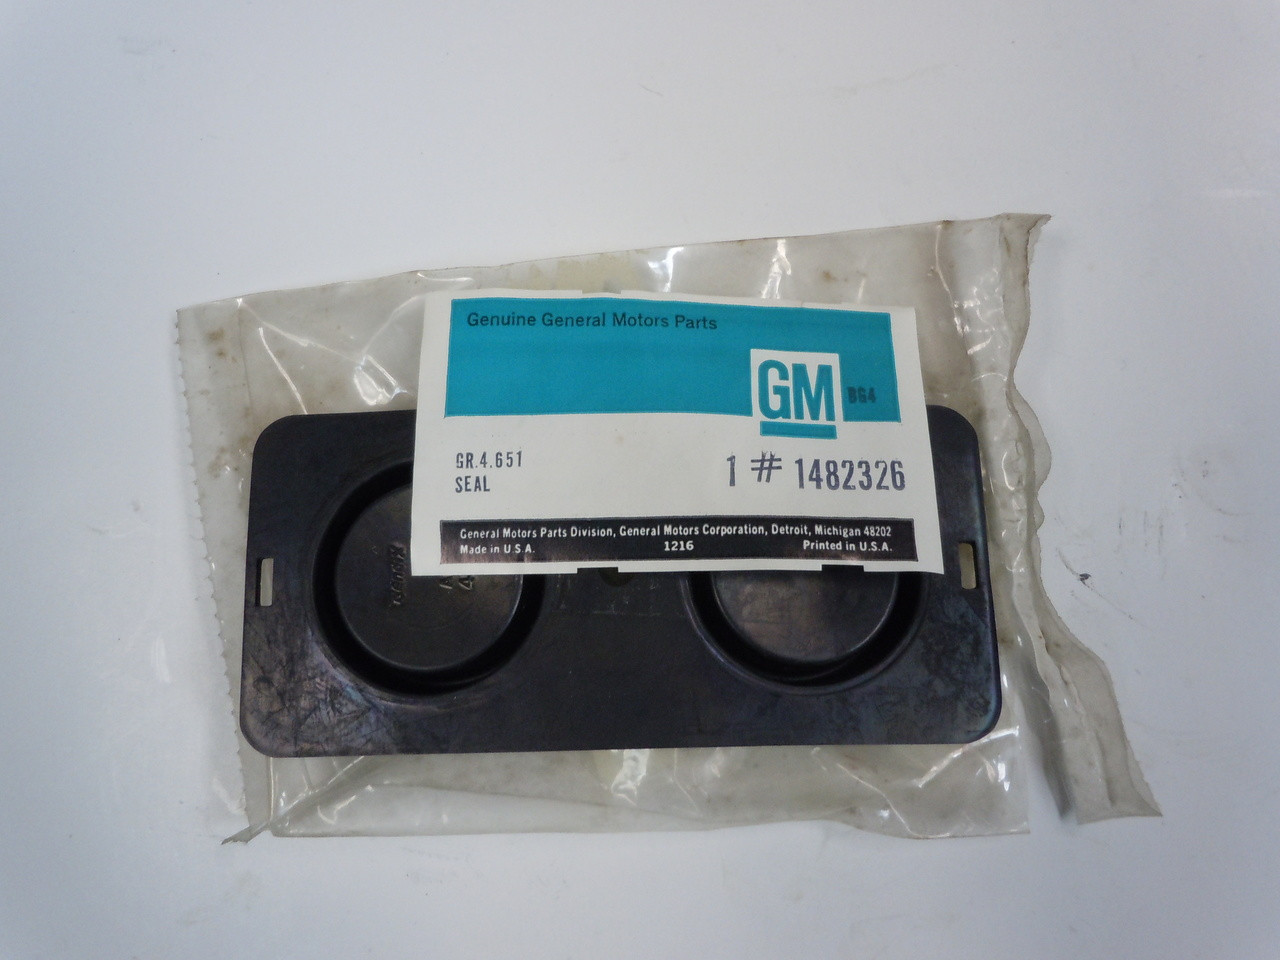 Genuine General Motors Parts
GM
BG4
GR.4.651
SEAL
1 # 1482326
General Motors Parts Division, General Motors Corporation, Detroit, Michigan 48202
Made in U.S.A. 1216 Printed in U.S.A.